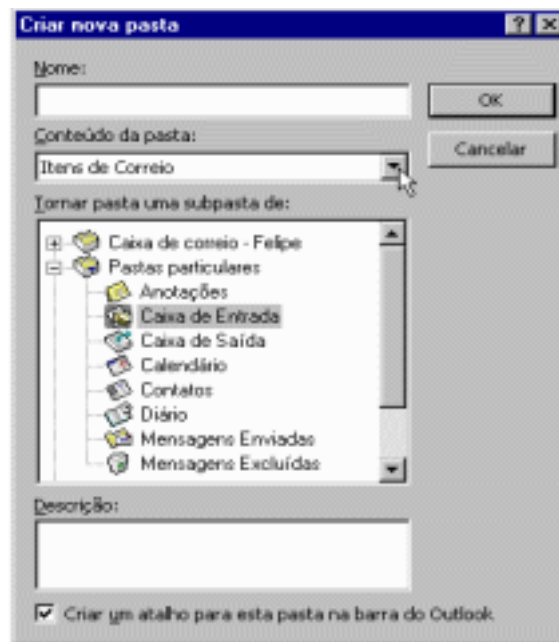 Criar nova pasta
Nome:
OK
Conteúdo da pasta:
Cancelar
Itens de Correio
Tornar pasta uma subpasta de:
Caixa de correio - Felipe
Pastas particulares
Anotações
Caixa de Entrada
Caixa de Saída
Calendário
Contatos
Diário
Mensagens Enviadas
Mensagens Excluídas
Descrição:
Criar um atalho para esta pasta na barra do Outlook